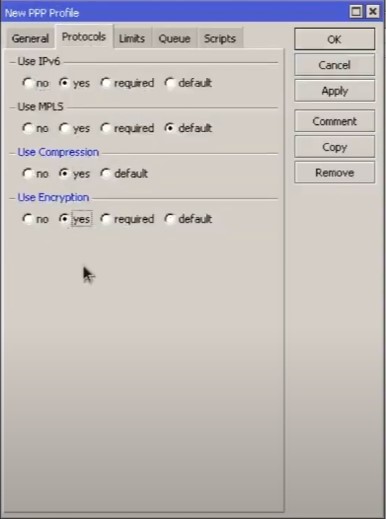 New PPP Profile
General Protocols Limits Queue Scripts
OK
Cancel
Apply
Comment
Copy
Remove
Use IPv6
no yes required default
Use MPLS
no yes required default
Use Compression
no yes default
Use Encryption
no yes required default